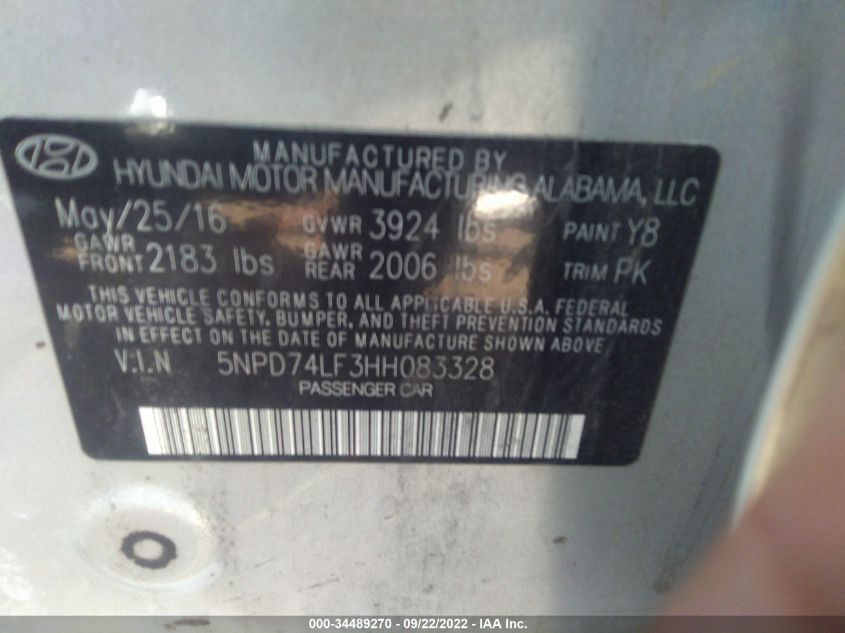 MANUFACTURED BY
HYUNDAI MOTOR MANUFACTURING ALABAMA, LLC
May/25/16 GVWR 3924 lbs PAINT Y8
GAWR FRONT 2183 lbs GAWR REAR 2006 lbs TRIM PK
THIS VEHICLE CONFORMS TO ALL APPLICABLE U.S.A. FEDERAL
MOTOR VEHICLE SAFETY, BUMPER, AND THEFT PREVENTION STANDARDS
IN EFFECT ON THE DATE OF MANUFACTURE SHOWN ABOVE.
V.I.N 5NPD74LF3HH083328
PASSENGER CAR
000-34489270 - 09/22/2022 - IAA Inc.